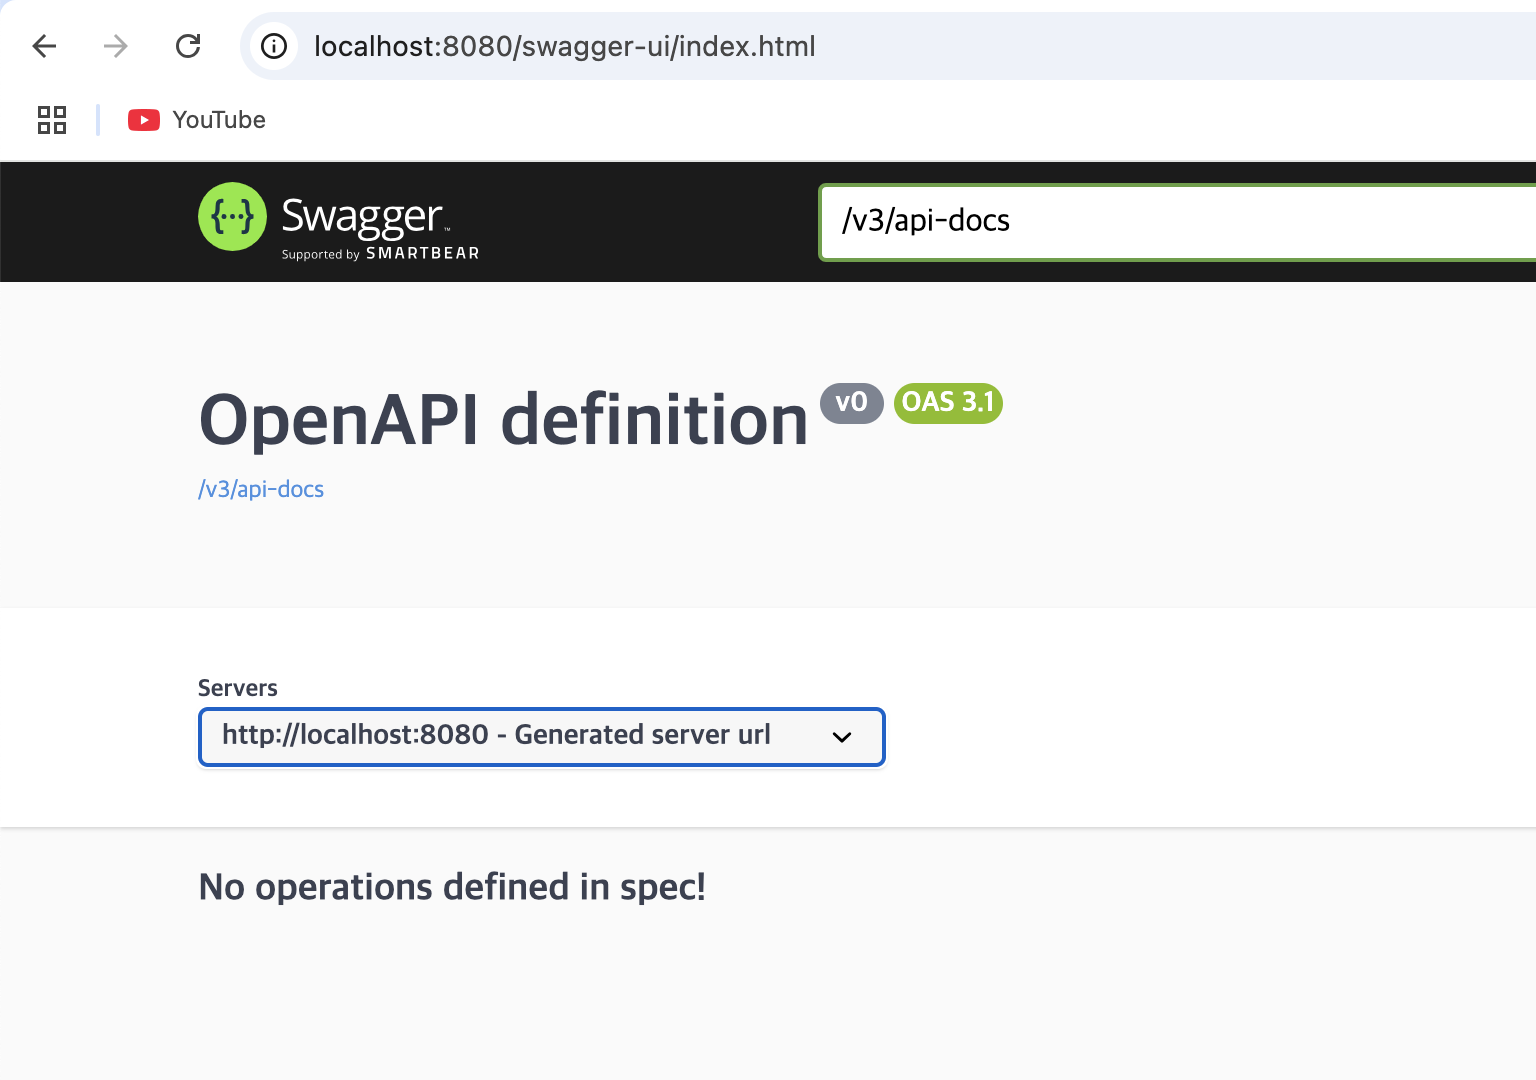 localhost:8080/swagger-ui/index.html
YouTube
{...} Swagger™
Supported by SMARTBEAR
/v3/api-docs
OpenAPI definition v0 OAS 3.1
/v3/api-docs
Servers
http://localhost:8080 - Generated server url
No operations defined in spec!